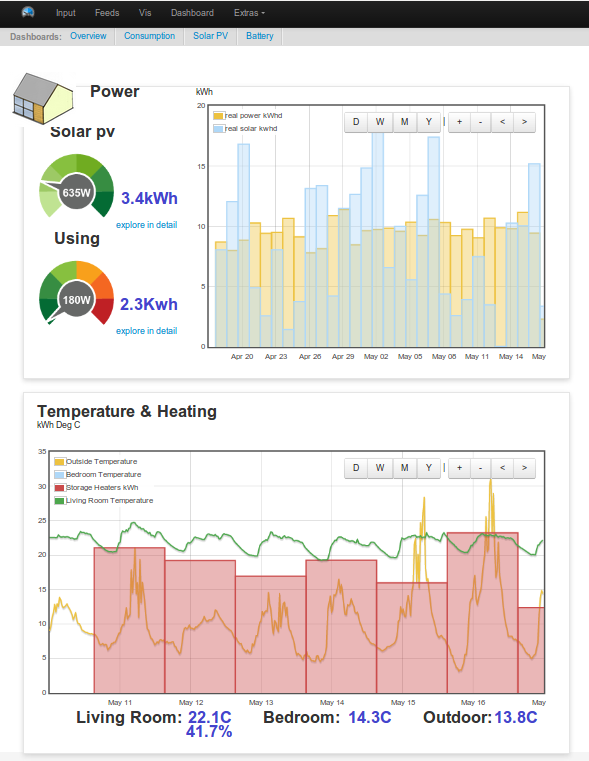 Input Feeds Vis Dashboard Extras
Dashboards: Overview Consumption Solar PV Battery
Power
Solar pv
635W
3.4kWh
explore in detail
Using
180W
2.3Kwh
explore in detail
kWh
real power kWhd
real solar kwhd
D W M Y | + - < >
20
15
10
5
0
Apr 20 Apr 23 Apr 26 Apr 29 May 02 May 05 May 08 May 11 May 14 May
Temperature & Heating
kWh Deg C
Outside Temperature
Bedroom Temperature
Storage Heaters kWh
Living Room Temperature
D W M Y | + - < >
35
30
25
20
15
10
5
0
May 11 May 12 May 13 May 14 May 15 May 16 May
Living Room: 22.1C Bedroom: 14.3C Outdoor: 13.8C
41.7%